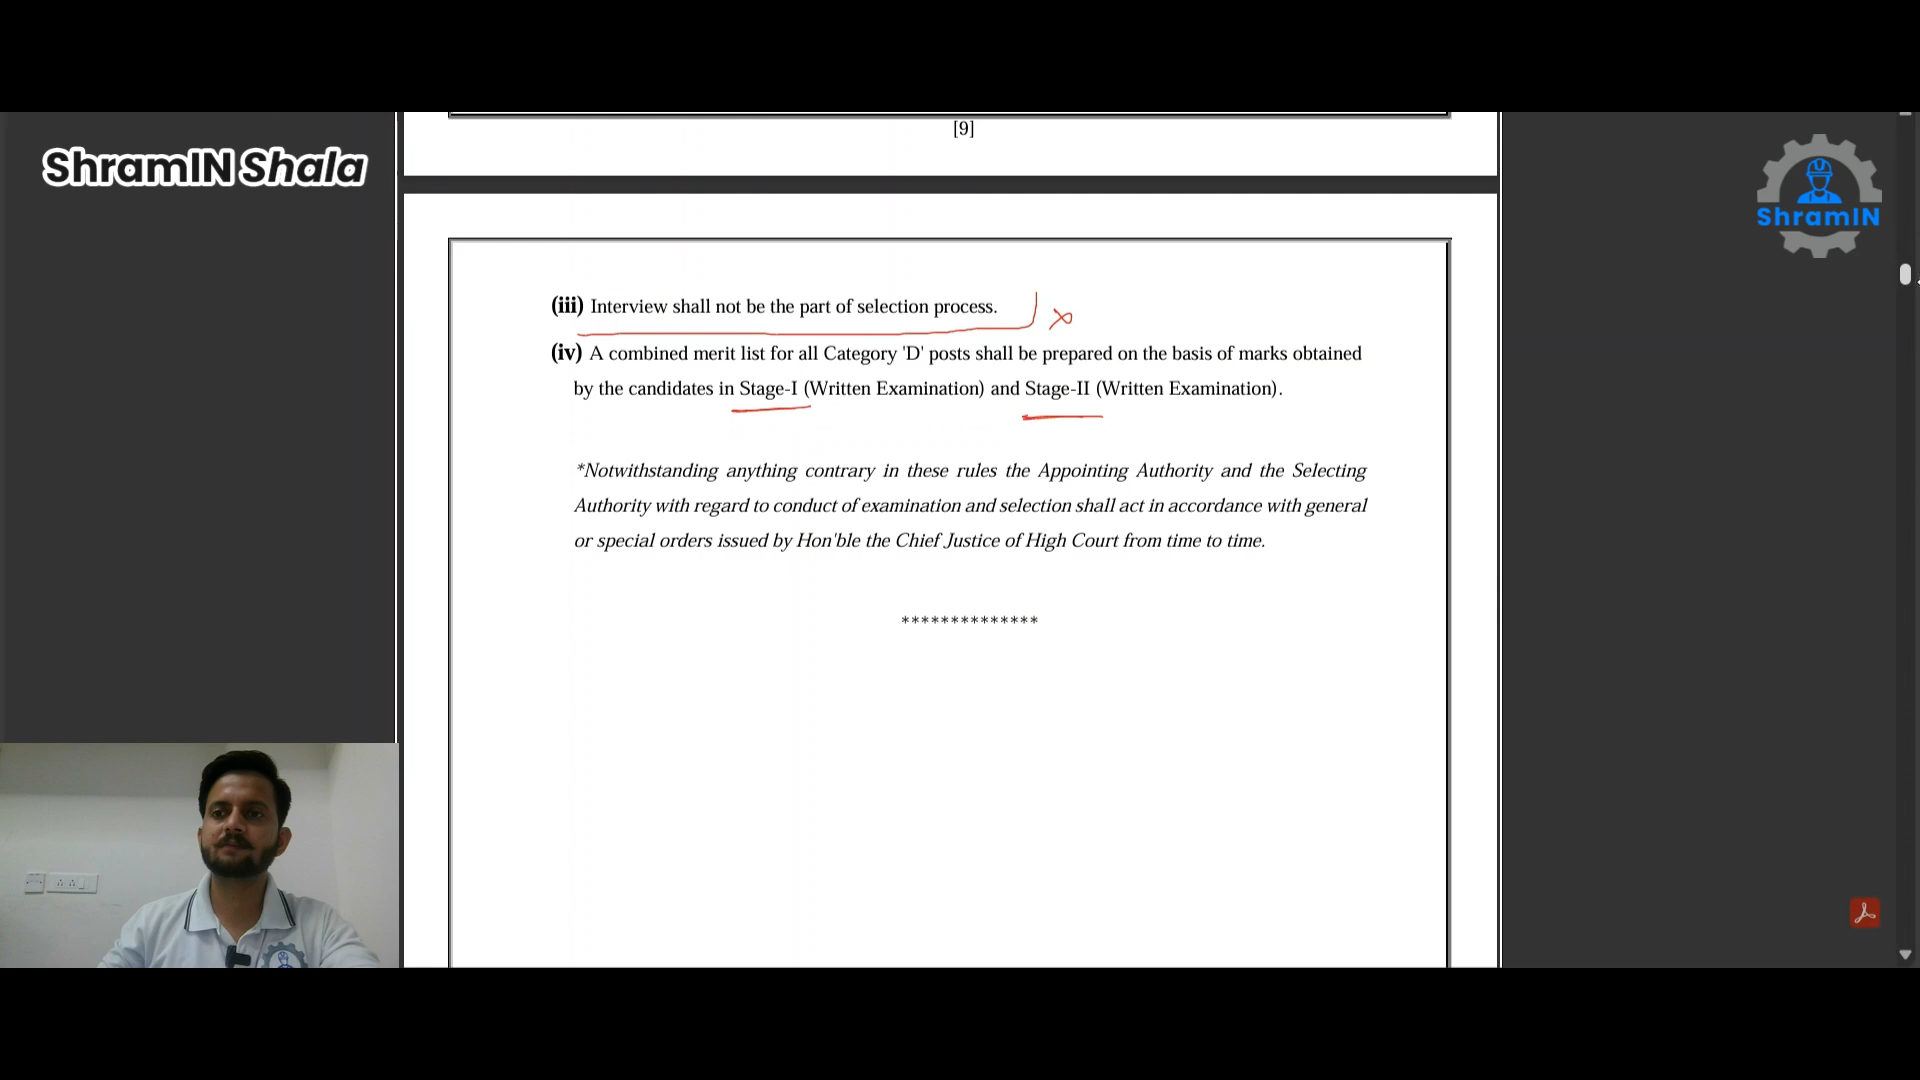 ShramIN Shala
[9]
ShramIN
(iii) Interview shall not be the part of selection process.
(iv) A combined merit list for all Category 'D' posts shall be prepared on the basis of marks obtained
by the candidates in Stage-I (Written Examination) and Stage-II (Written Examination).
*Notwithstanding anything contrary in these rules the Appointing Authority and the Selecting
Authority with regard to conduct of examination and selection shall act in accordance with general
or special orders issued by Hon'ble the Chief Justice of High Court from time to time.
**************